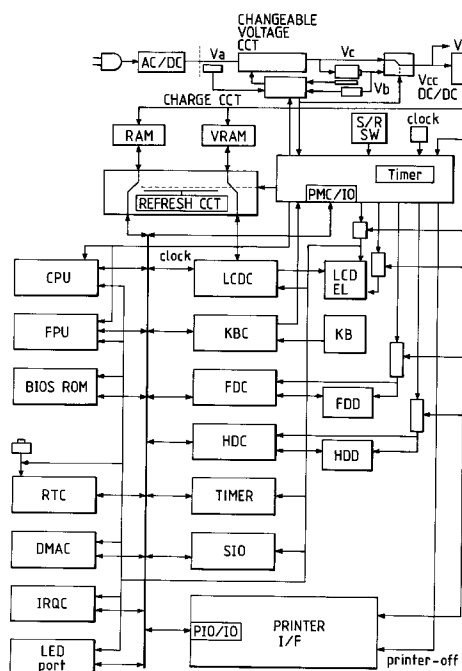 CHANGEABLE
VOLTAGE
CCT
AC/DC
Va
Vc
V
Vb
Vcc
DC/DC
CHARGE CCT
S/R
SW
clock
RAM
VRAM
Timer
PMC/IO
REFRESH CCT
clock
CPU
LCDC
LCD
EL
FPU
KBC
KB
BIOS ROM
FDC
FDD
HDC
HDD
RTC
TIMER
DMAC
SIO
IRQC
PIO/IO
PRINTER
I/F
LED
port
printer-off